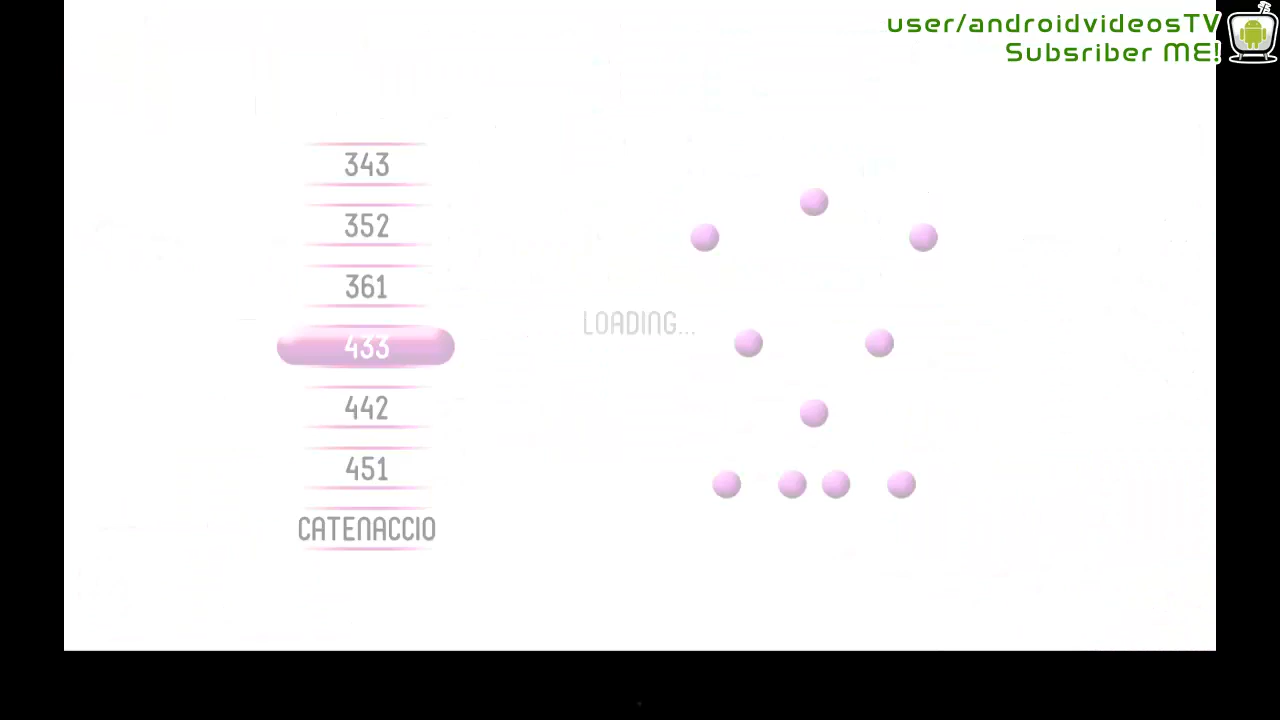 user/androidvideosTV
Subsriber ME!
343
352
361
LOADING...
433
442
451
CATENACCIO